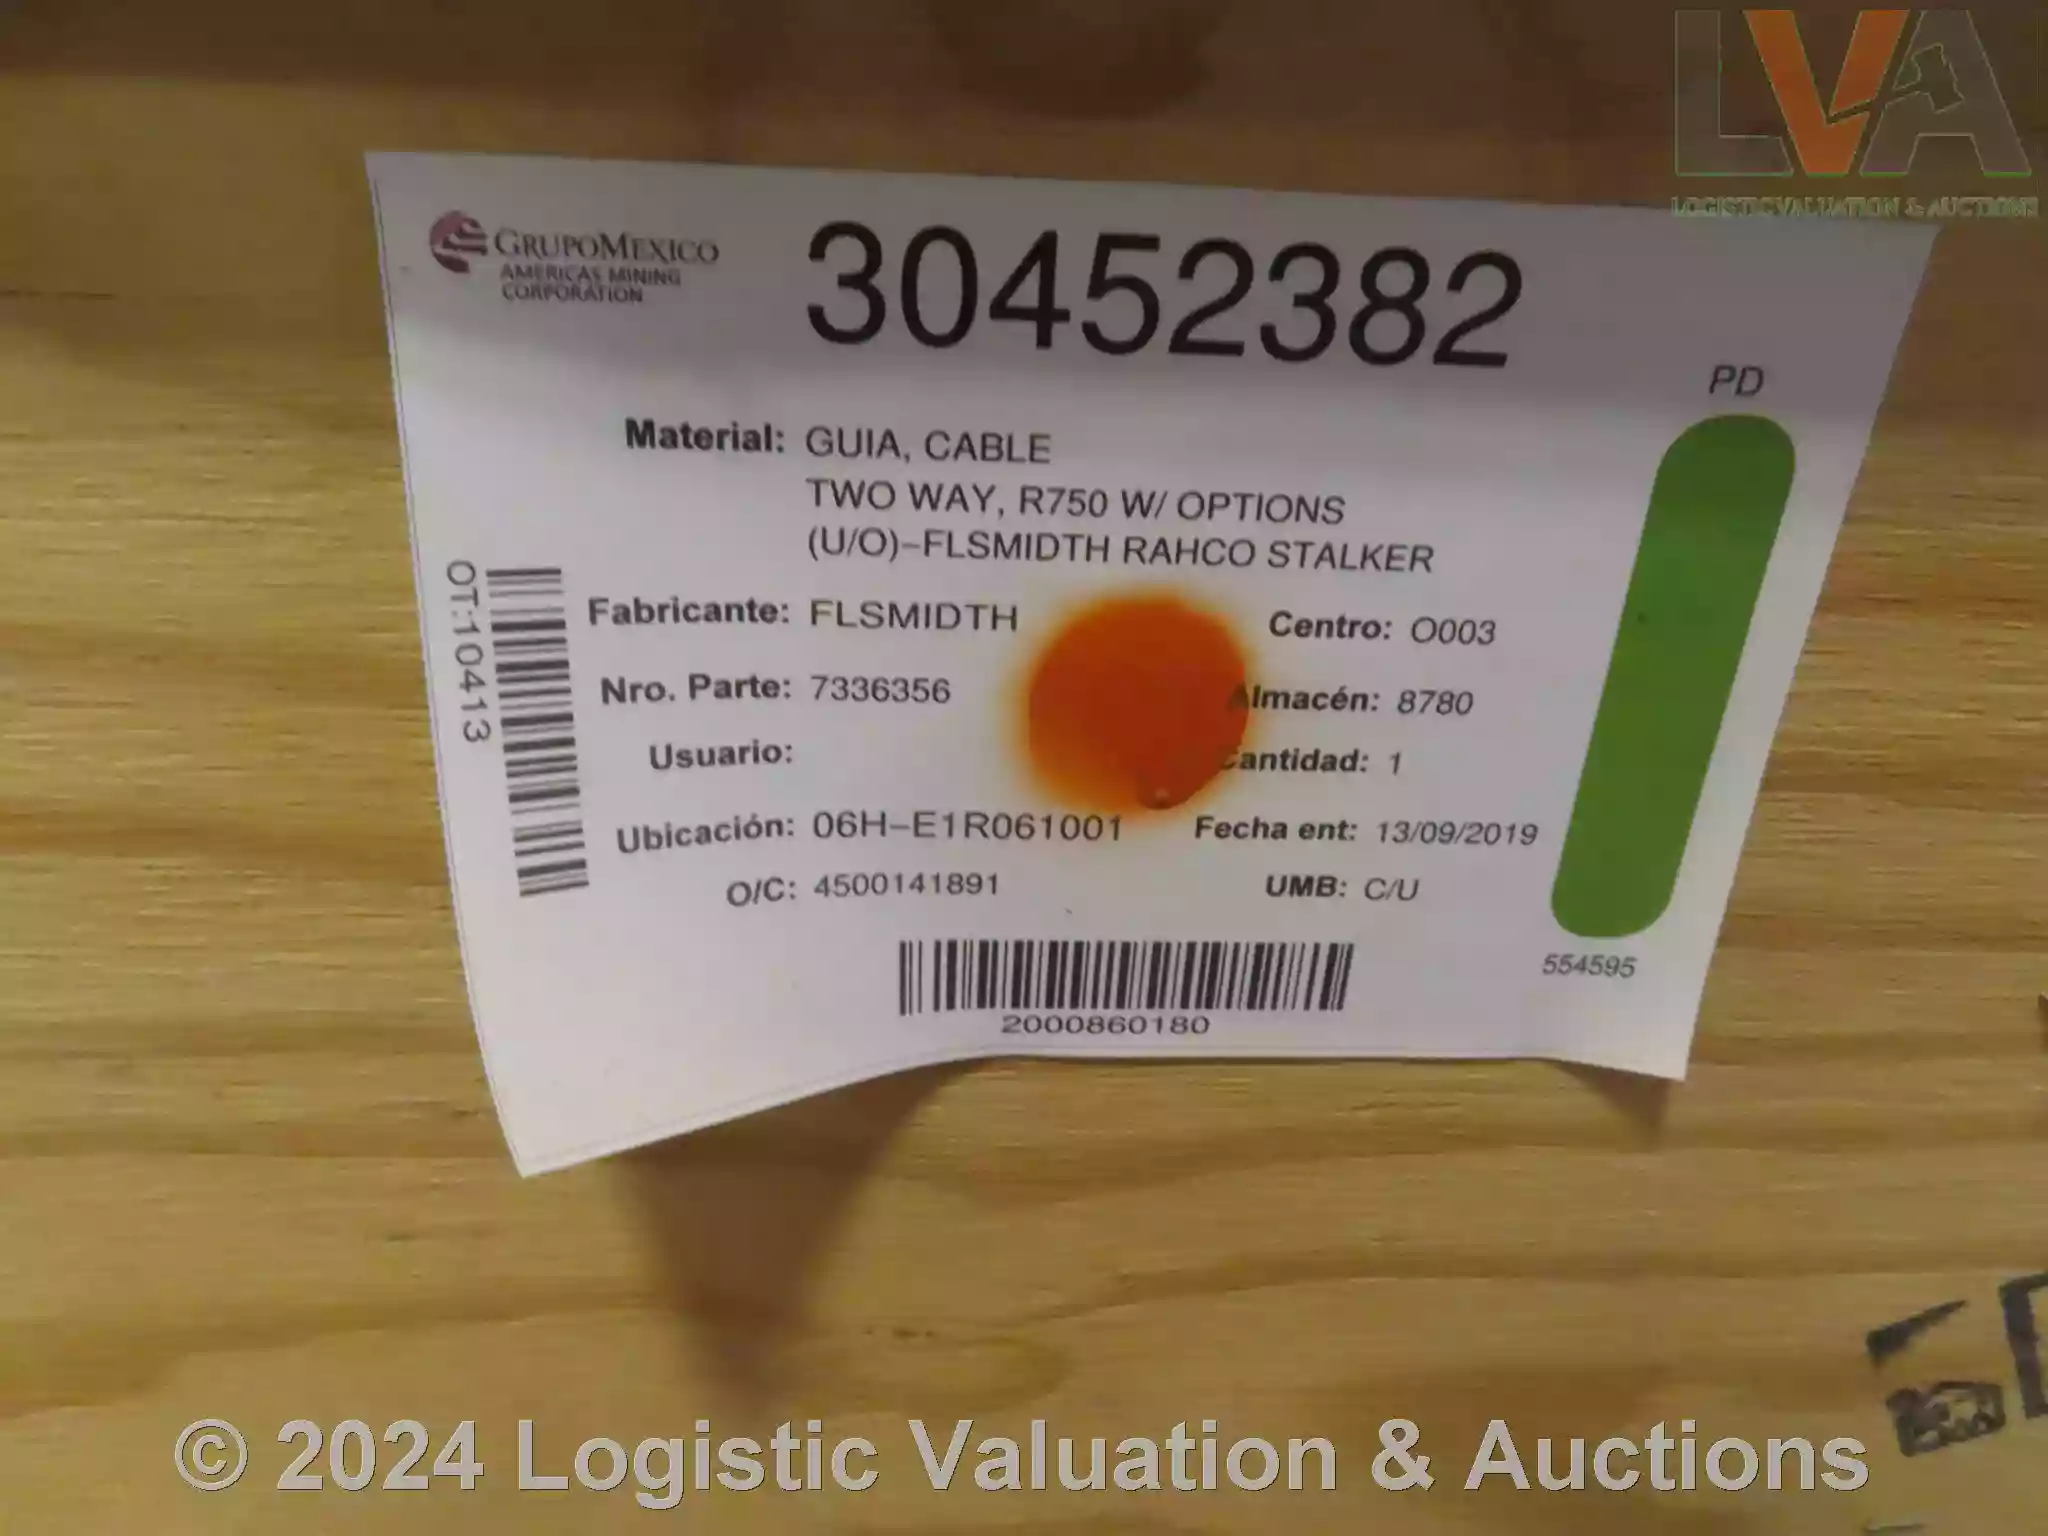 LVA
LOGISTIC VALUATION & AUCTIONS
GRUPOMEXICO
AMERICAS MINING
CORPORATION
30452382
PD
Material: GUIA, CABLE
TWO WAY, R750 W/ OPTIONS
(U/O)-FLSMIDTH RAHCO STALKER
OT:10413
Fabricante: FLSMIDTH
Centro: O003
Nro. Parte: 7336356
Almacén: 8780
Usuario:
Cantidad: 1
Ubicación: 06H-E1R061001
Fecha ent: 13/09/2019
O/C: 4500141891
UMB: C/U
554595
2000860180
© 2024 Logistic Valuation & Auctions